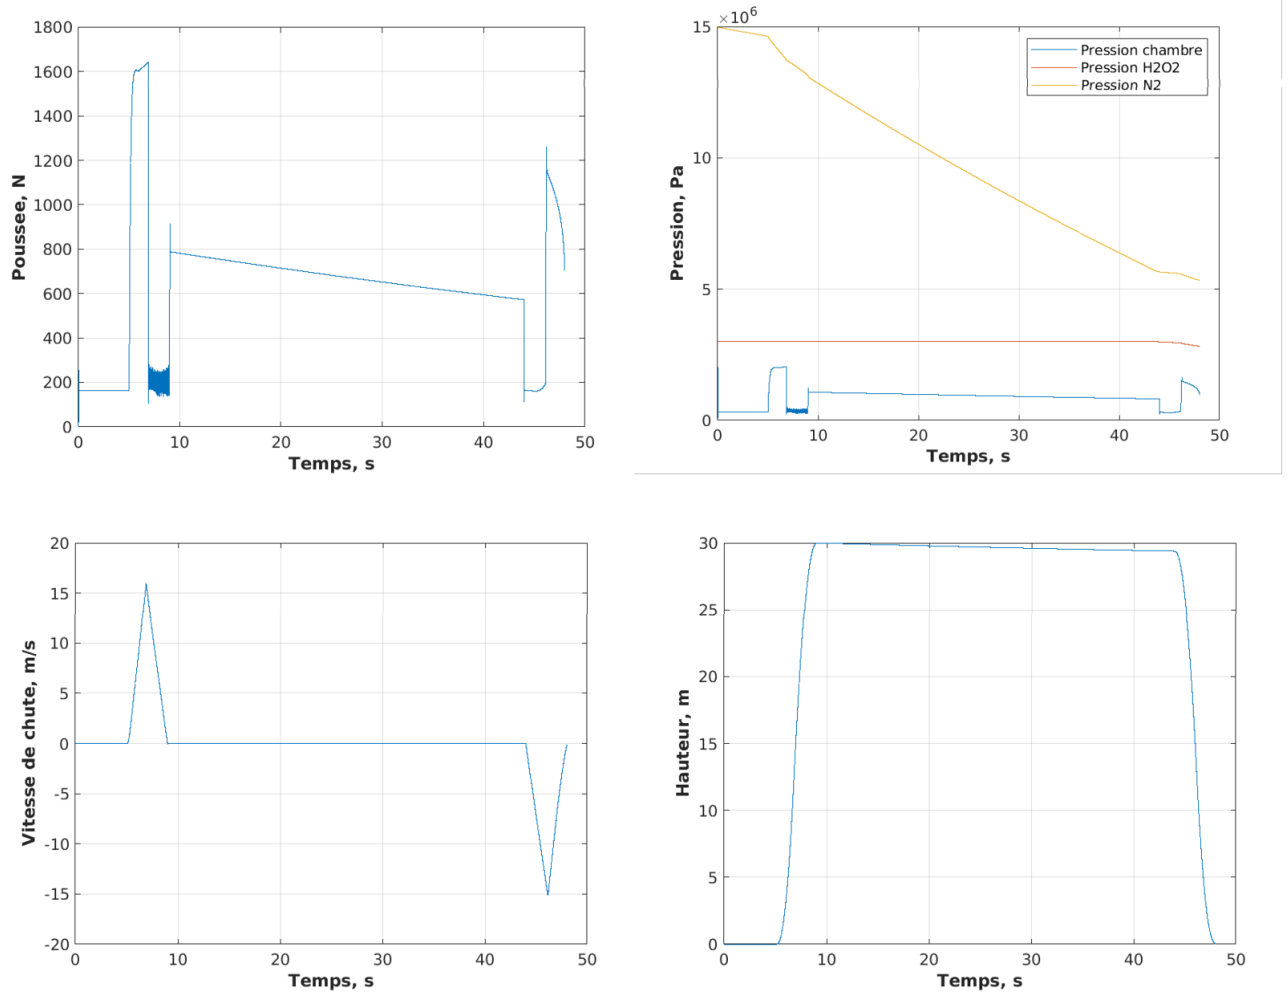 1800
1600
1400
1200
1000
800
600
400
200
0
0 10 20 30 40 50
Poussee, N
Temps, s
×10^6
15
10
5
0
0 10 20 30 40 50
Pression, Pa
Temps, s
Pression chambre
Pression H2O2
Pression N2
20
15
10
5
0
-5
-10
-15
-20
0 10 20 30 40 50
Vitesse de chute, m/s
Temps, s
30
25
20
15
10
5
0
0 10 20 30 40 50
Hauteur, m
Temps, s